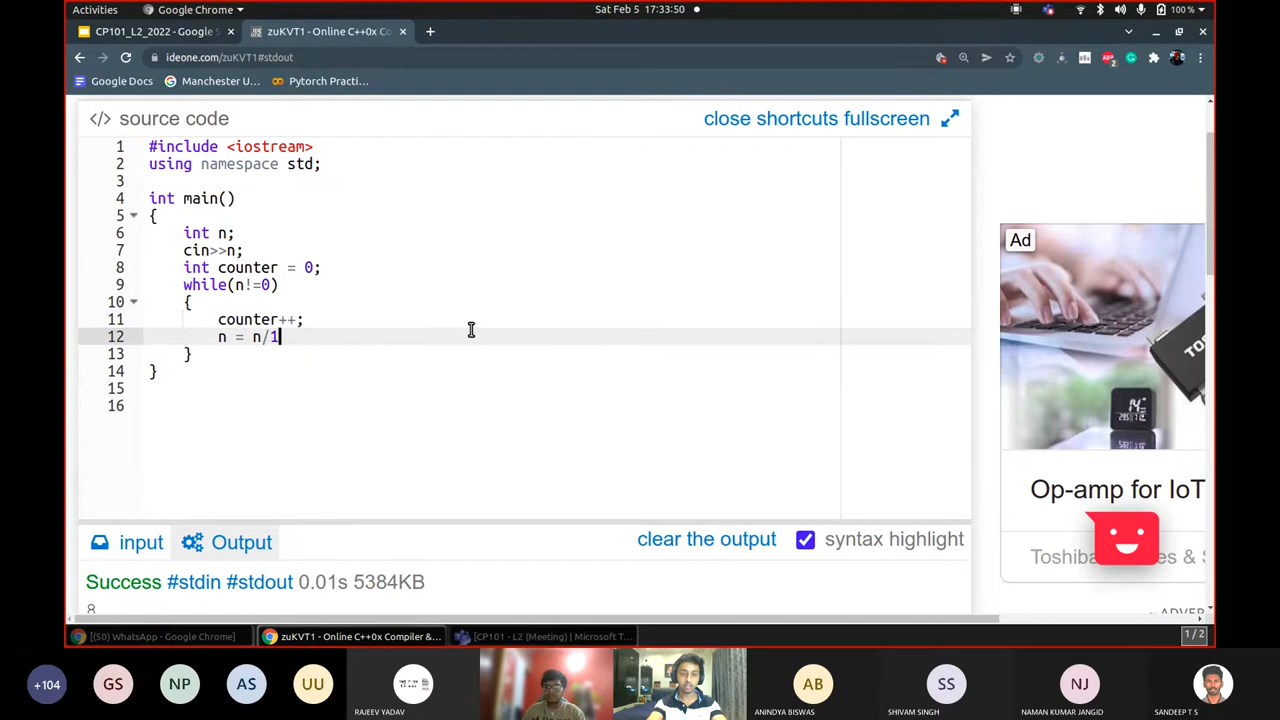 Activities
Google Chrome
Sat Feb 5 17:33:50
100%
CP101_L2_2022 - Google S
zuKVT1 - Online C++0x Co
ideone.com/zuKVT1#stdout
Google Docs
Manchester U...
Pytorch Practi...
</> source code
close shortcuts fullscreen
1 #include <iostream>
2 using namespace std;
3
4 int main()
5 {
6 int n;
7 cin>>n;
8 int counter = 0;
9 while(n!=0)
10 {
11 counter++;
12 n = n/1
13 }
14 }
15
16
Ad
Op-amp for IoT
input
Output
clear the output
syntax highlight
Success #stdin #stdout 0.01s 5384KB
8
[(50) WhatsApp - Google Chrome]
zuKVT1 - Online C++0x Compiler &...
[CP101 - L2 (Meeting) | Microsoft T...
1 / 2
+104
GS
NP
AS
UU
RAJEEV YADAV
AB
ANINDYA BISWAS
SS
SHIVAM SINGH
NJ
NAMAN KUMAR JANGID
SANDEEP T S